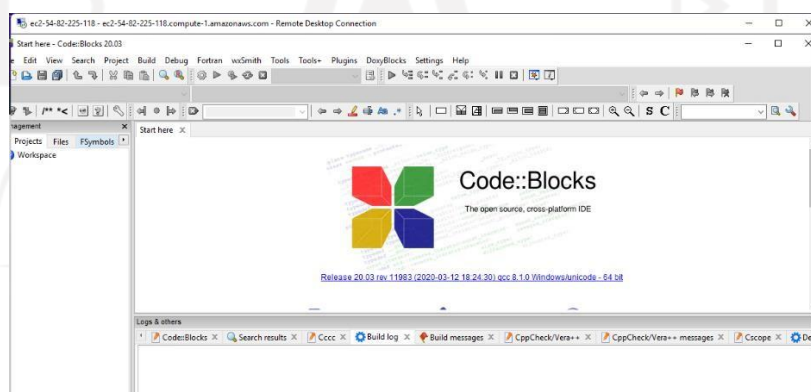 ec2-54-82-225-118 - ec2-54-82-225-118.compute-1.amazonaws.com - Remote Desktop Connection
Start here - Code::Blocks 20.03
Edit View Search Project Build Debug Fortran wxSmith Tools Tools+ Plugins DoxyBlocks Settings Help
/** *<
S C
nagement
Start here
Projects Files FSymbols
Workspace
Code::Blocks
The open source, cross-platform IDE
Release 20.03 rev 11983 (2020-03-12 18:24:30) gcc 8.1.0 Windows/unicode - 64 bit
Logs & others
Code::Blocks Search results Cccc Build log Build messages CppCheck/Vera++ CppCheck/Vera++ messages Cscope De